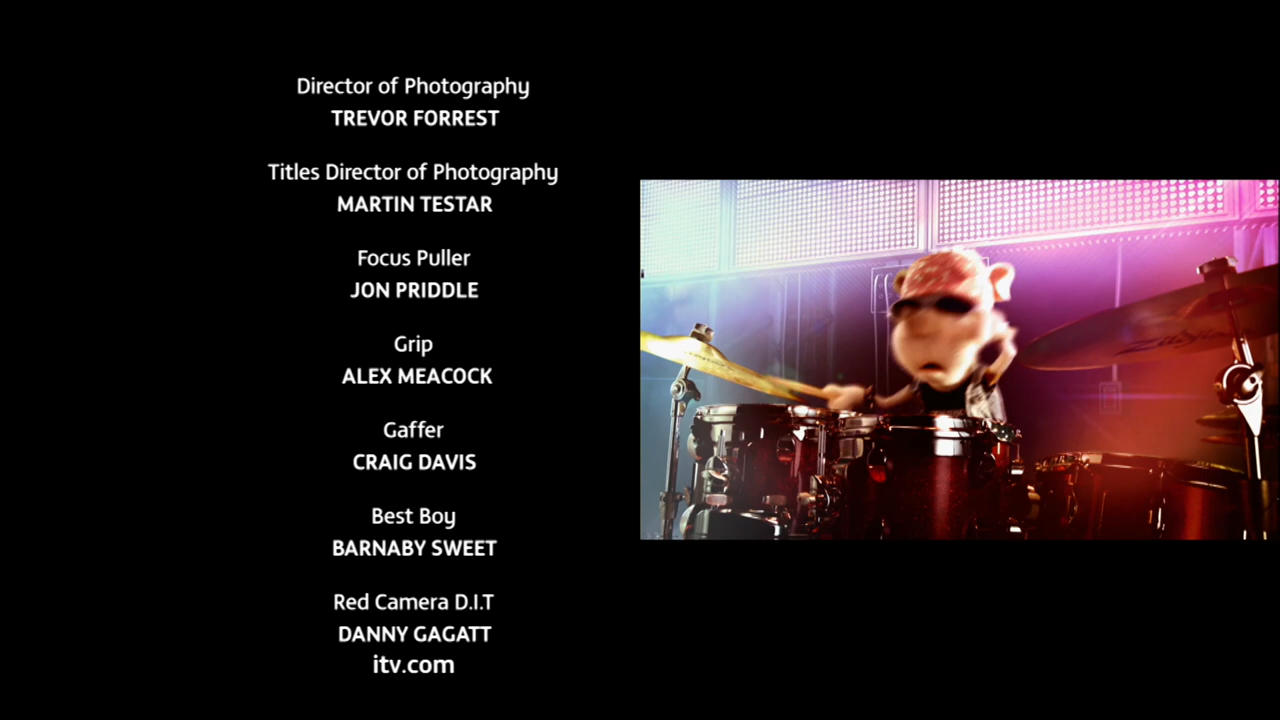 Director of Photography
TREVOR FORREST
Titles Director of Photography
MARTIN TESTAR
Focus Puller
JON PRIDDLE
Grip
ALEX MEACOCK
Gaffer
CRAIG DAVIS
Best Boy
BARNABY SWEET
Red Camera D.I.T
DANNY GAGATT
itv.com
Zildjian